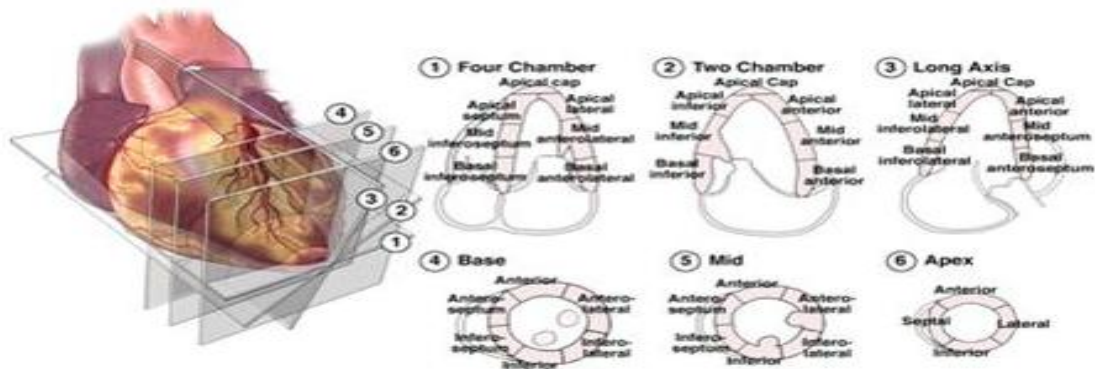 4
5
6
3
2
1
1 Four Chamber
Apical cap
Apical septum
Apical lateral
Mid inferoseptum
Mid anterolateral
Basal inferoseptum
Basal anterolateral
2 Two Chamber
Apical Cap
Apical inferior
Apical anterior
Mid inferior
Mid anterior
Basal inferior
Basal anterior
3 Long Axis
Apical Cap
Apical lateral
Apical anterior
Mid inferolateral
Mid anteroseptum
Basal inferolateral
Basal anteroseptum
4 Base
Anterior
Antero-
septum
Antero-
lateral
Infero-
septum
Infero-
lateral
Inferior
5 Mid
Anterior
Antero-
septum
Antero-
lateral
Infero-
septum
Infero-
lateral
Inferior
6 Apex
Anterior
Septal
Lateral
Inferior